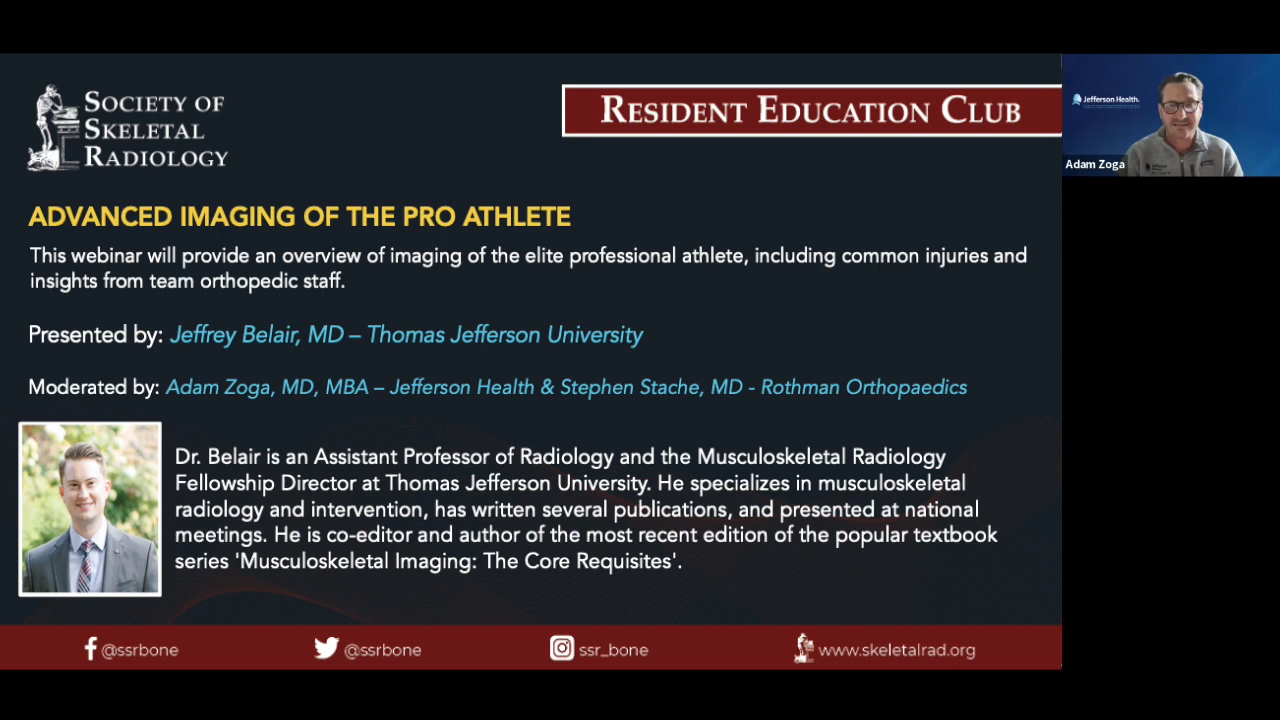 SOCIETY OF
SKELETAL
RADIOLOGY
RESIDENT EDUCATION CLUB
Jefferson Health.
Adam Zoga
ADVANCED IMAGING OF THE PRO ATHLETE
This webinar will provide an overview of imaging of the elite professional athlete, including common injuries and
insights from team orthopedic staff.
Presented by: Jeffrey Belair, MD – Thomas Jefferson University
Moderated by: Adam Zoga, MD, MBA – Jefferson Health & Stephen Stache, MD - Rothman Orthopaedics
Dr. Belair is an Assistant Professor of Radiology and the Musculoskeletal Radiology
Fellowship Director at Thomas Jefferson University. He specializes in musculoskeletal
radiology and intervention, has written several publications, and presented at national
meetings. He is co-editor and author of the most recent edition of the popular textbook
series 'Musculoskeletal Imaging: The Core Requisites'.
@ssrbone
@ssrbone
ssr_bone
www.skeletalrad.org